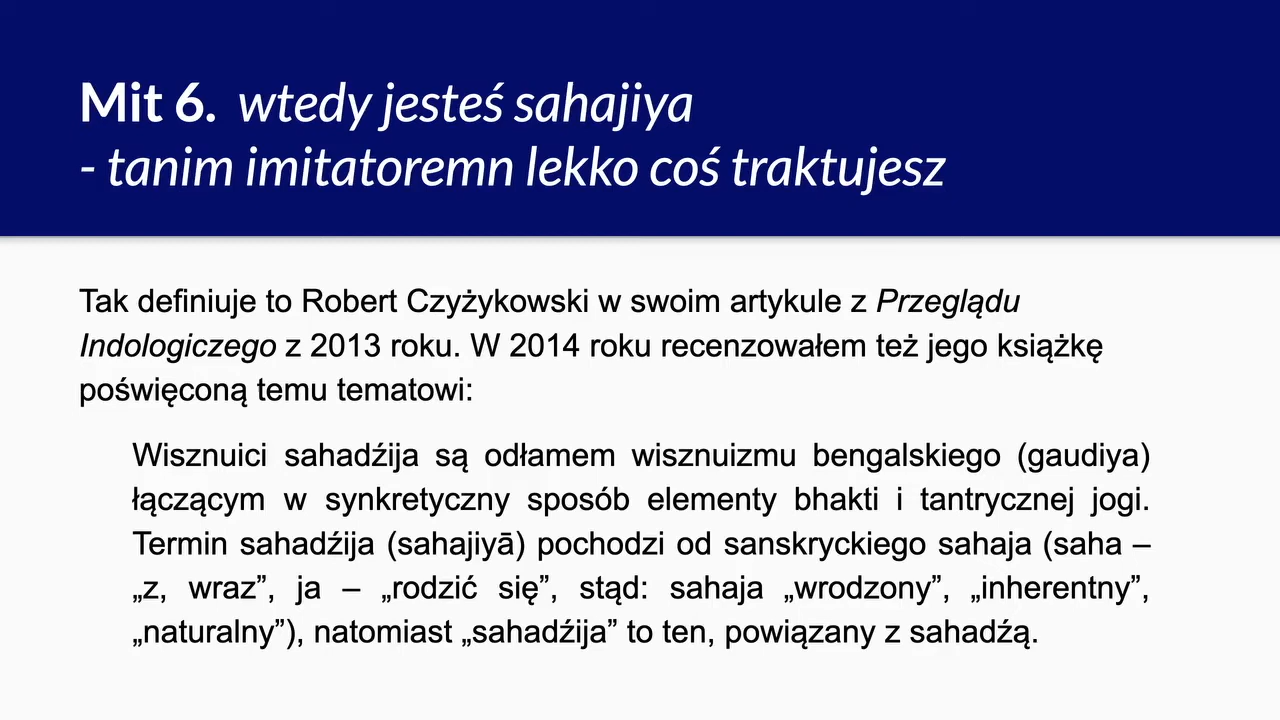 Mit 6. wtedy jesteś sahajiya
- tanim imitatoremn lekko coś traktujesz
Tak definiuje to Robert Czyżykowski w swoim artykule z Przeglądu
Indologiczego z 2013 roku. W 2014 roku recenzowałem też jego książkę
poświęconą temu tematowi:
Wisznuici sahadźija są odłamem wisznuizmu bengalskiego (gaudiya)
łączącym w synkretyczny sposób elementy bhakti i tantrycznej jogi.
Termin sahadźija (sahajiyā) pochodzi od sanskryckiego sahaja (saha –
„z, wraz”, ja – „rodzić się”, stąd: sahaja „wrodzony”, „inherentny”,
„naturalny”), natomiast „sahadźija” to ten, powiązany z sahadźą.